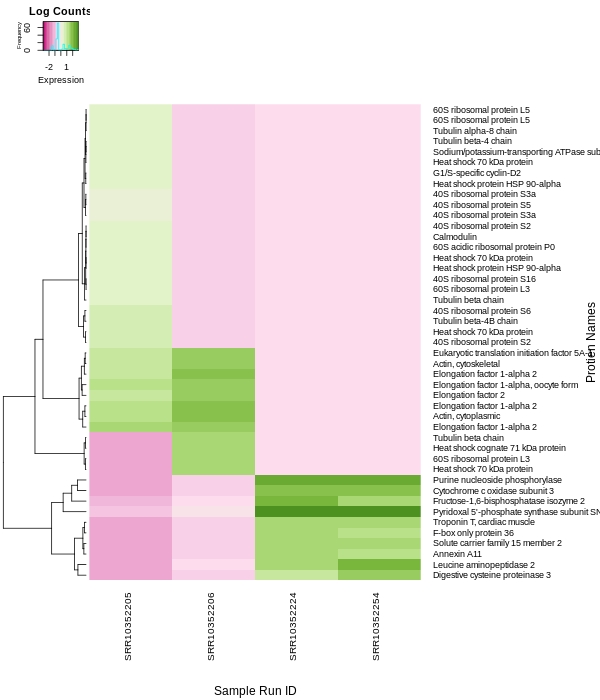 Log Counts
Frequency
0 60
-2 1
Expression
60S ribosomal protein L5
60S ribosomal protein L5
Tubulin alpha-8 chain
Tubulin beta-4 chain
Sodium/potassium-transporting ATPase sub
Heat shock 70 kDa protein
G1/S-specific cyclin-D2
Heat shock protein HSP 90-alpha
40S ribosomal protein S3a
40S ribosomal protein S5
40S ribosomal protein S3a
40S ribosomal protein S2
Calmodulin
60S acidic ribosomal protein P0
Heat shock 70 kDa protein
Heat shock protein HSP 90-alpha
40S ribosomal protein S16
60S ribosomal protein L3
Tubulin beta chain
40S ribosomal protein S6
Tubulin beta-4B chain
Heat shock 70 kDa protein
40S ribosomal protein S2
Eukaryotic translation initiation factor 5A-1
Actin, cytoskeletal
Elongation factor 1-alpha 2
Elongation factor 1-alpha, oocyte form
Elongation factor 2
Elongation factor 1-alpha 2
Actin, cytoplasmic
Elongation factor 1-alpha 2
Tubulin beta chain
Heat shock cognate 71 kDa protein
60S ribosomal protein L3
Heat shock 70 kDa protein
Purine nucleoside phosphorylase
Cytochrome c oxidase subunit 3
Fructose-1,6-bisphosphatase isozyme 2
Pyridoxal 5'-phosphate synthase subunit SN
Troponin T, cardiac muscle
F-box only protein 36
Solute carrier family 15 member 2
Annexin A11
Leucine aminopeptidase 2
Digestive cysteine proteinase 3
Protien Names
SRR10352205
SRR10352206
SRR10352224
SRR10352254
Sample Run ID